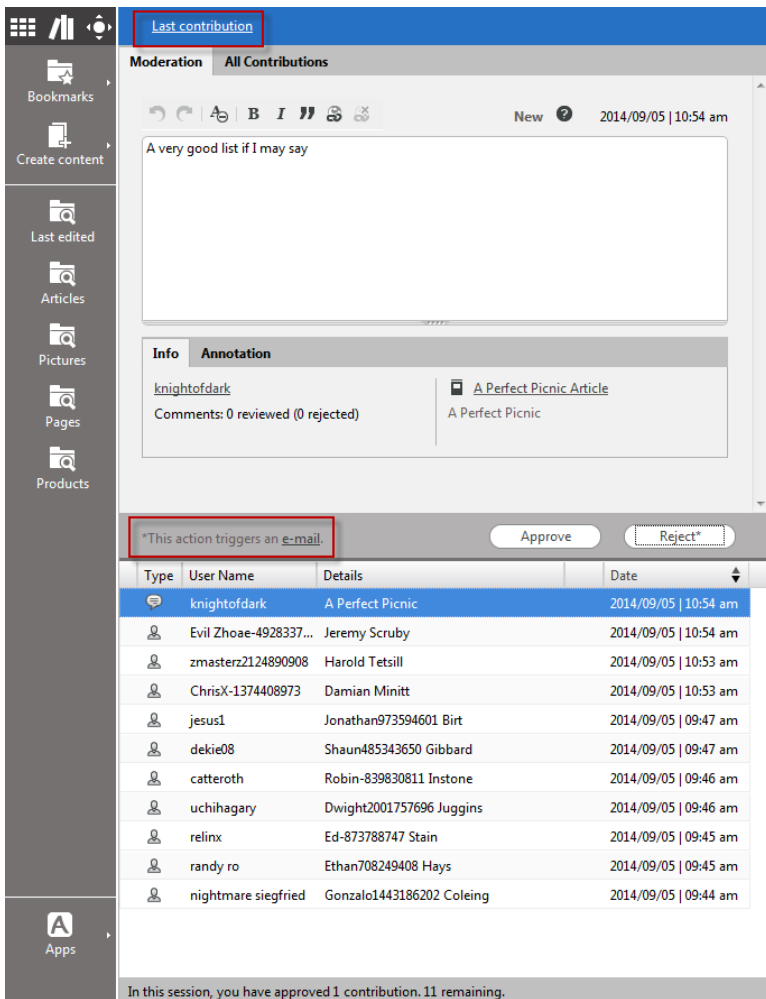 Last contribution
Bookmarks
Create content
Last edited
Articles
Pictures
Pages
Products
A
Apps
Moderation All Contributions
A B I New ? 2014/09/05 | 10:54 am
A very good list if I may say
Info Annotation
knightofdark A Perfect Picnic Article
Comments: 0 reviewed (0 rejected) A Perfect Picnic
*This action triggers an e-mail. Approve Reject*
Type User Name Details Date
knightofdark A Perfect Picnic 2014/09/05 | 10:54 am
Evil Zhoae-4928337... Jeremy Scruby 2014/09/05 | 10:54 am
zmasterz2124890908 Harold Tetsill 2014/09/05 | 10:53 am
ChrisX-1374408973 Damian Minitt 2014/09/05 | 10:53 am
jesus1 Jonathan973594601 Birt 2014/09/05 | 09:47 am
dekie08 Shaun485343650 Gibbard 2014/09/05 | 09:47 am
catteroth Robin-839830811 Instone 2014/09/05 | 09:46 am
uchihagary Dwight2001757696 Juggins 2014/09/05 | 09:46 am
relinx Ed-873788747 Stain 2014/09/05 | 09:45 am
randy ro Ethan708249408 Hays 2014/09/05 | 09:45 am
nightmare siegfried Gonzalo1443186202 Coleing 2014/09/05 | 09:44 am
In this session, you have approved 1 contribution. 11 remaining.